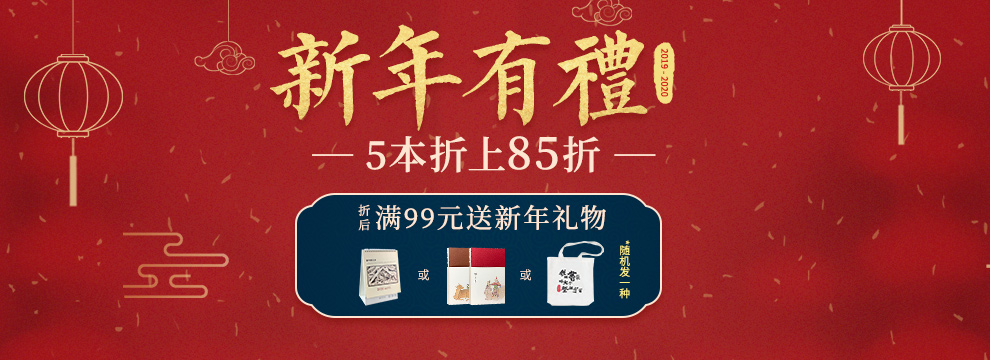 新年有禮
2019-2020
5本折上85折
折后
满99元送新年礼物
或
或
*随机发一种